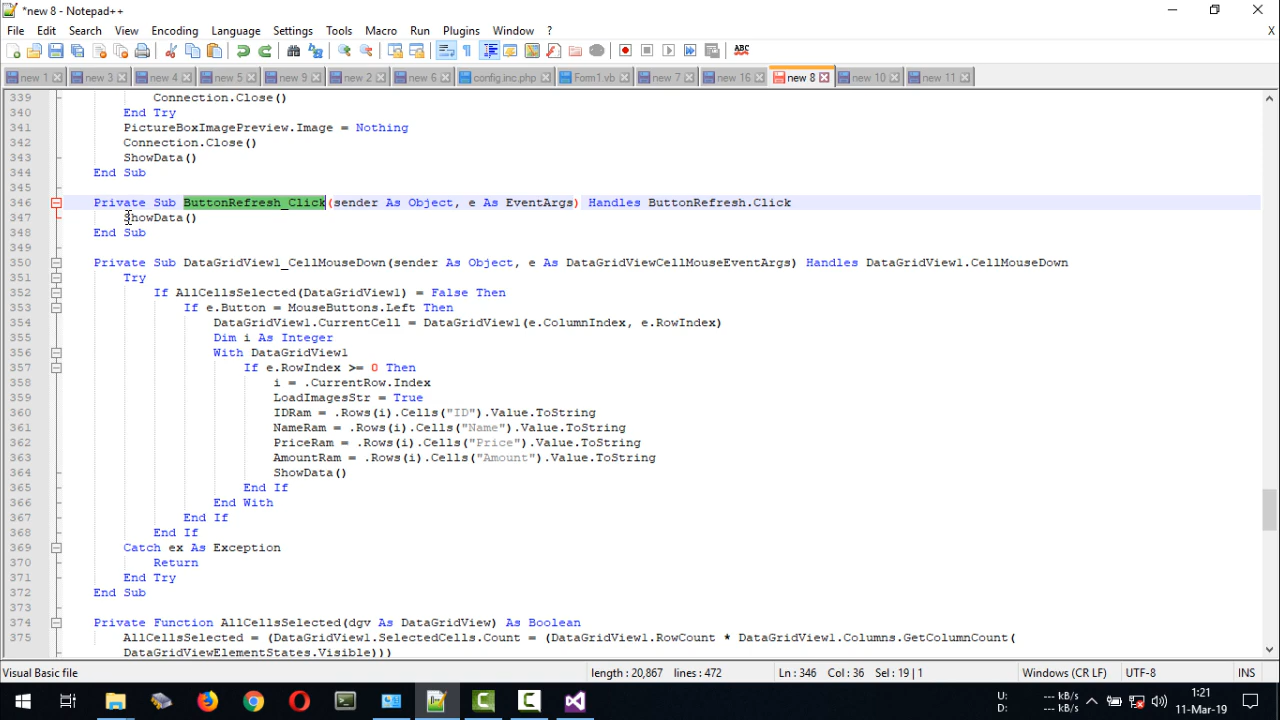 *new 8 - Notepad++
File Edit Search View Encoding Language Settings Tools Macro Run Plugins Window ? X
ABC
new 1 new 3 new 4 new 5 new 9 new 2 new 6 config.inc.php Form1.vb new 7 new 16 new 8 new 10 new 11
339 Connection.Close()
340 End Try
341 PictureBoxImagePreview.Image = Nothing
342 Connection.Close()
343 ShowData()
344 End Sub
345
346 Private Sub ButtonRefresh_Click(sender As Object, e As EventArgs) Handles ButtonRefresh.Click
347 ShowData()
348 End Sub
349
350 Private Sub DataGridView1_CellMouseDown(sender As Object, e As DataGridViewCellMouseEventArgs) Handles DataGridView1.CellMouseDown
351 Try
352 If AllCellsSelected(DataGridView1) = False Then
353 If e.Button = MouseButtons.Left Then
354 DataGridView1.CurrentCell = DataGridView1(e.ColumnIndex, e.RowIndex)
355 Dim i As Integer
356 With DataGridView1
357 If e.RowIndex >= 0 Then
358 i = .CurrentRow.Index
359 LoadImagesStr = True
360 IDRam = .Rows(i).Cells("ID").Value.ToString
361 NameRam = .Rows(i).Cells("Name").Value.ToString
362 PriceRam = .Rows(i).Cells("Price").Value.ToString
363 AmountRam = .Rows(i).Cells("Amount").Value.ToString
364 ShowData()
365 End If
366 End With
367 End If
368 End If
369 Catch ex As Exception
370 Return
371 End Try
372 End Sub
373
374 Private Function AllCellsSelected(dgv As DataGridView) As Boolean
375 AllCellsSelected = (DataGridView1.SelectedCells.Count = (DataGridView1.RowCount * DataGridView1.Columns.GetColumnCount(
DataGridViewElementStates.Visible)))
Visual Basic file length : 20,867 lines : 472 Ln : 346 Col : 36 Sel : 19 | 1 Windows (CR LF) UTF-8 INS
U: --- kB/s
D: --- kB/s
1:21
11-Mar-19